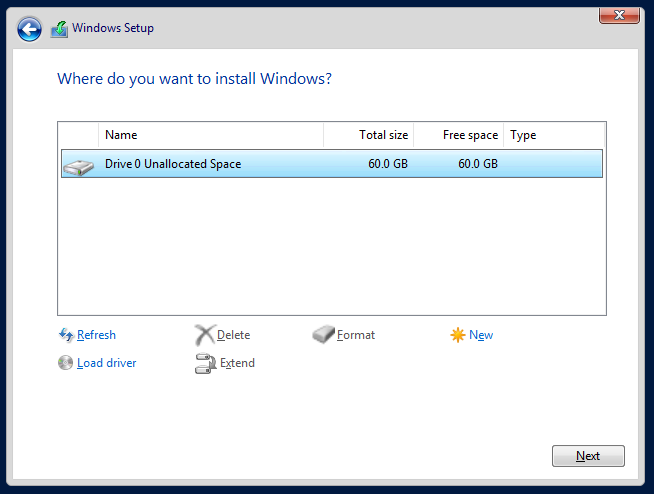 Windows Setup
Where do you want to install Windows?
Name Total size Free space Type
Drive 0 Unallocated Space 60.0 GB 60.0 GB
Refresh Delete Format New
Load driver Extend
Next